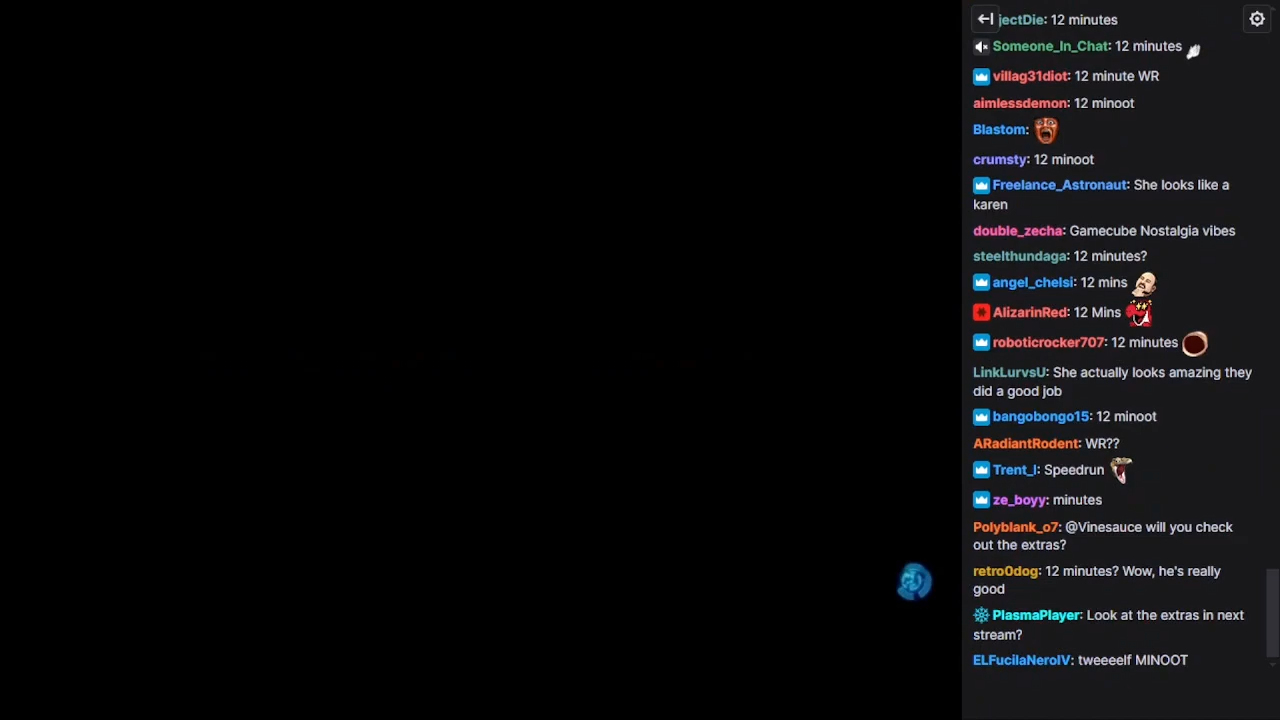 jectDie: 12 minutes
Someone_In_Chat: 12 minutes
villag31diot: 12 minute WR
aimlessdemon: 12 minoot
Blastom:
crumsty: 12 minoot
Freelance_Astronaut: She looks like a
karen
double_zecha: Gamecube Nostalgia vibes
steelthundaga: 12 minutes?
angel_chelsi: 12 mins
AlizarinRed: 12 Mins
roboticrocker707: 12 minutes
LinkLurvsU: She actually looks amazing they
did a good job
bangobongo15: 12 minoot
ARadiantRodent: WR??
Trent_I: Speedrun
ze_boyy: minutes
Polyblank_o7: @Vinesauce will you check
out the extras?
retro0dog: 12 minutes? Wow, he's really
good
PlasmaPlayer: Look at the extras in next
stream?
ELFucilaNeroIV: tweeeelf MINOOT